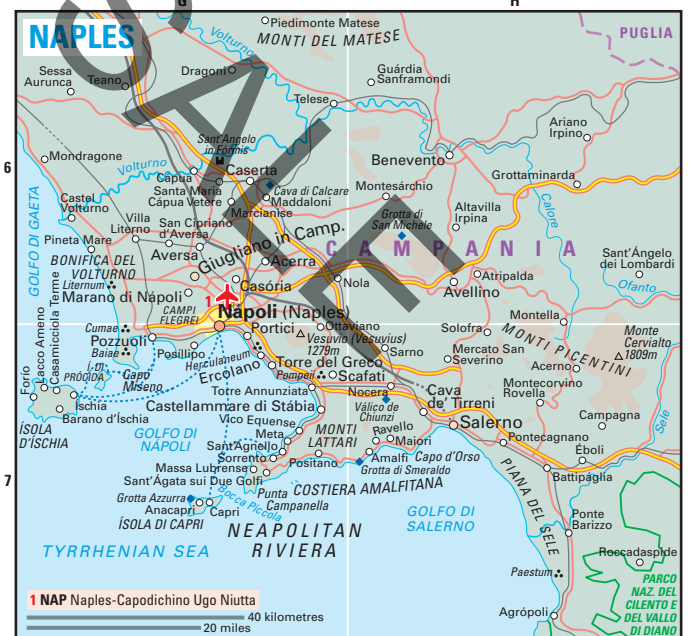 G
H
NAPLES
Piedimonte Matese
MONTI DEL MATESE
PUGLIA
Volturno
Sessa
Aurunca
Teano
Dragoni
Guárdia
Sanframondi
Telese
Ariano
Irpino
6
Mondragone
Sant'Angelo
in Fórmis
Volturno
Benevento
Grottaminarda
Capua
Caserta
Cava di Calcare
Santa Maria
Cápua Vetere
Maddaloni
Marcianise
Montesárchio
Calore
GOLFO DI GAETA
Castel
Volturno
Villa
Literno
San Cipriano
d'Aversa
Grotta di
San Michele
Altavilla
Irpina
Pineta Mare
Aversa
Giugliano in Camp.
CAMPANIA
Sant'Ángelo
dei Lombardi
BONIFICA DEL
VOLTURNO
Liternum
Acerra
Casória
Nola
Atripalda
Avellino
Ofanto
Marano di Nápoli
1
CAMPI
FLEGREI
Nápoli (Naples)
Montella
Cumae
Pozzuoli
Baiae
Portici
Ottaviano
Vesuvio (Vesuvius)
1279m
Solofra
MONTI PICENTINI
Monte
Cervialto
1809m
Lacco Ameno
Casamicciola Terme
Forío
I. DI
PRÓCIDA
Capo
Miseno
Posillipo
Herculaneum
Ercolano
Torre del Greco
Pompeii
Scafati
Sarno
Mercato San
Severino
Acerno
Torre Annunziata
Nocera
Cava
de' Tirreni
Montecorvino
Rovella
Ischia
Barano d'Ischia
ÍSOLA
D'ISCHIA
Castellammare di Stábia
Vico Equense
Válico de
Chiunzi
Salerno
Campagna
Sele
GOLFO DI
NÁPOLI
Meta
MONTI
LATTARI
Ravello
Maiori
Pontecagnano
Éboli
Sant'Agnello
Sorrento
Positano
Amalfi
Capo d'Orso
Grotta di Smeraldo
Battipáglia
7
Massa Lubrense
Sant'Ágata sui Due Golfi
Grotta Azzurra
Anacapri
Capri
ÍSOLA DI CAPRI
Bocca Piccola
Punta
Campanella
COSTIERA AMALFITANA
NEAPOLITAN
RIVIERA
GOLFO DI
SALERNO
PIANA DEL SELE
Ponte
Barizzo
TYRRHENIAN SEA
Roccadaspide
Paestum
PARCO
NAZ. DEL
CILENTO E
DEL VALLO
DI DIANO
Agrópoli
1 NAP Naples-Capodichino Ugo Niutta
40 kilometres
20 miles